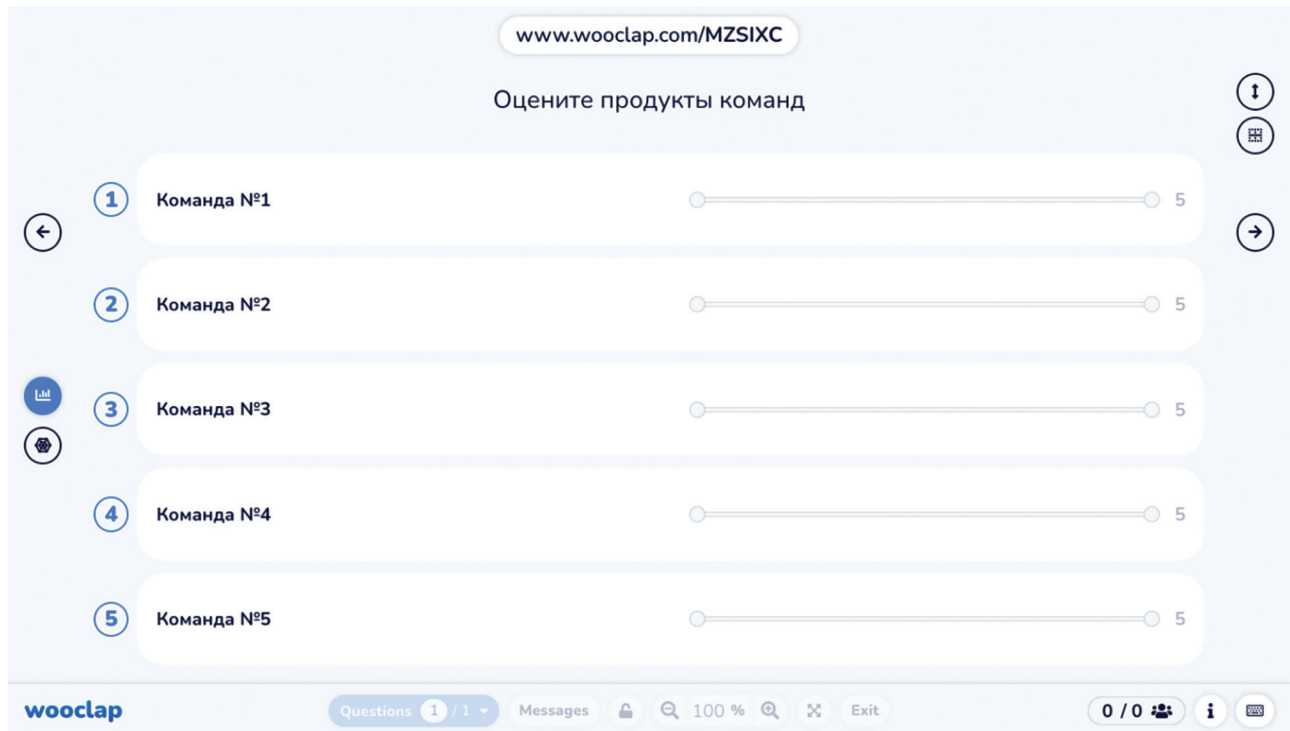 www.wooclap.com/MZSIXC
Оцените продукты команд
1 Команда №1 5
2 Команда №2 5
3 Команда №3 5
4 Команда №4 5
5 Команда №5 5
wooclap Questions 1 / 1 Messages 100 % Exit 0 / 0 i